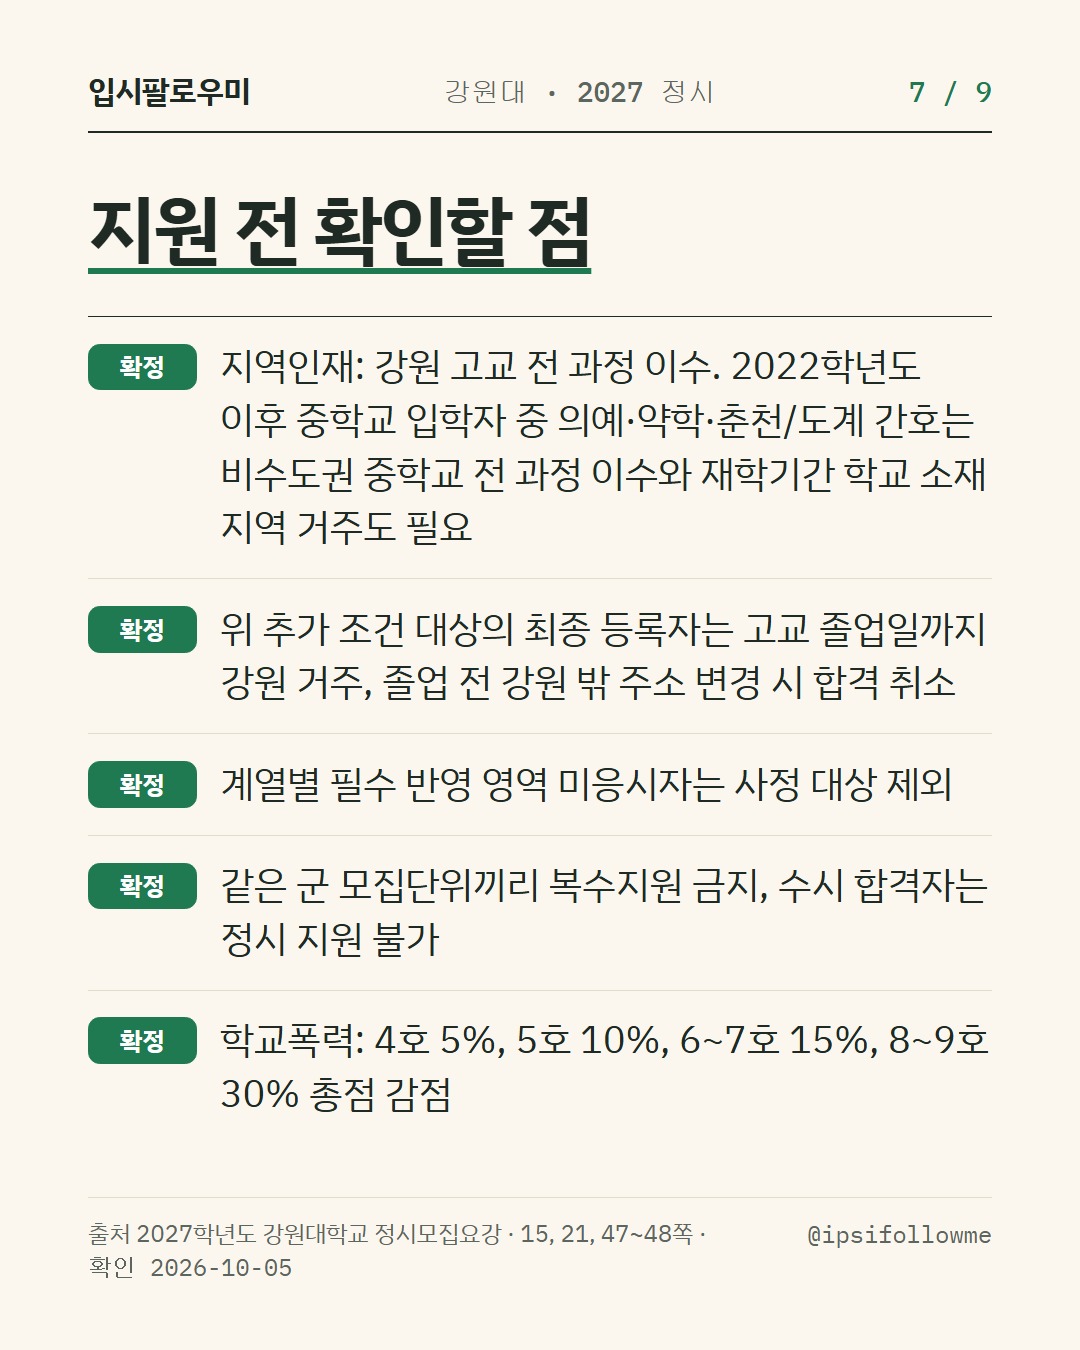 입시팔로우미
강원대 · 2027 정시
7 / 9
지원 전 확인할 점
확정
지역인재: 강원 고교 전 과정 이수. 2022학년도
이후 중학교 입학자 중 의예·약학·춘천/도계 간호는
비수도권 중학교 전 과정 이수와 재학기간 학교 소재
지역 거주도 필요
확정
위 추가 조건 대상의 최종 등록자는 고교 졸업일까지
강원 거주, 졸업 전 강원 밖 주소 변경 시 합격 취소
확정
계열별 필수 반영 영역 미응시자는 사정 대상 제외
확정
같은 군 모집단위끼리 복수지원 금지, 수시 합격자는
정시 지원 불가
확정
학교폭력: 4호 5%, 5호 10%, 6~7호 15%, 8~9호
30% 총점 감점
출처 2027학년도 강원대학교 정시모집요강 · 15, 21, 47~48쪽 ·
확인 2026-10-05
@ipsifollowme